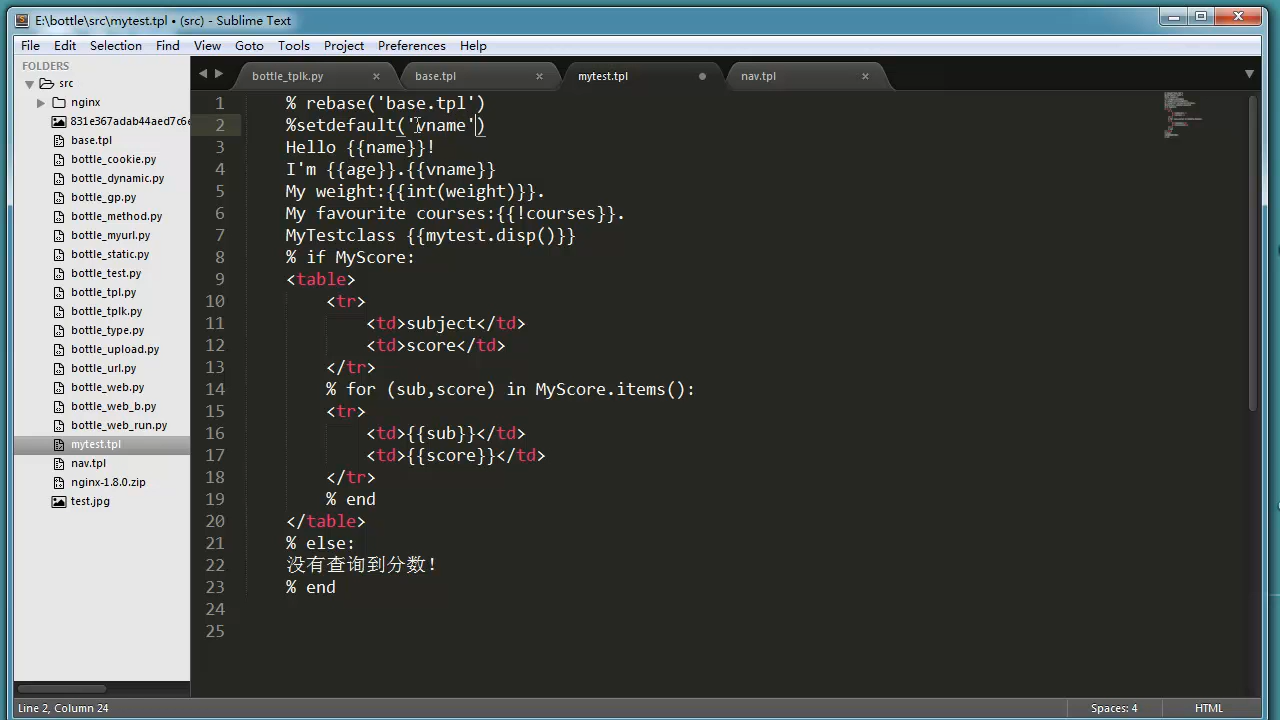 E:\bottle\src\mytest.tpl • (src) - Sublime Text
File Edit Selection Find View Goto Tools Project Preferences Help
FOLDERS
src
nginx
831e367adab44aed7c6e
base.tpl
bottle_cookie.py
bottle_dynamic.py
bottle_gp.py
bottle_method.py
bottle_myurl.py
bottle_static.py
bottle_test.py
bottle_tpl.py
bottle_tplk.py
bottle_type.py
bottle_upload.py
bottle_url.py
bottle_web.py
bottle_web_b.py
bottle_web_run.py
mytest.tpl
nav.tpl
nginx-1.8.0.zip
test.jpg
bottle_tplk.py base.tpl mytest.tpl nav.tpl
1 % rebase('base.tpl')
2 %setdefault('vname')
3 Hello {{name}}!
4 I'm {{age}}.{{vname}}
5 My weight:{{int(weight)}}.
6 My favourite courses:{{!courses}}.
7 MyTestclass {{mytest.disp()}}
8 % if MyScore:
9 <table>
10 <tr>
11 <td>subject</td>
12 <td>score</td>
13 </tr>
14 % for (sub,score) in MyScore.items():
15 <tr>
16 <td>{{sub}}</td>
17 <td>{{score}}</td>
18 </tr>
19 % end
20 </table>
21 % else:
22 没有查询到分数!
23 % end
24
25
Line 2, Column 24 Spaces: 4 HTML